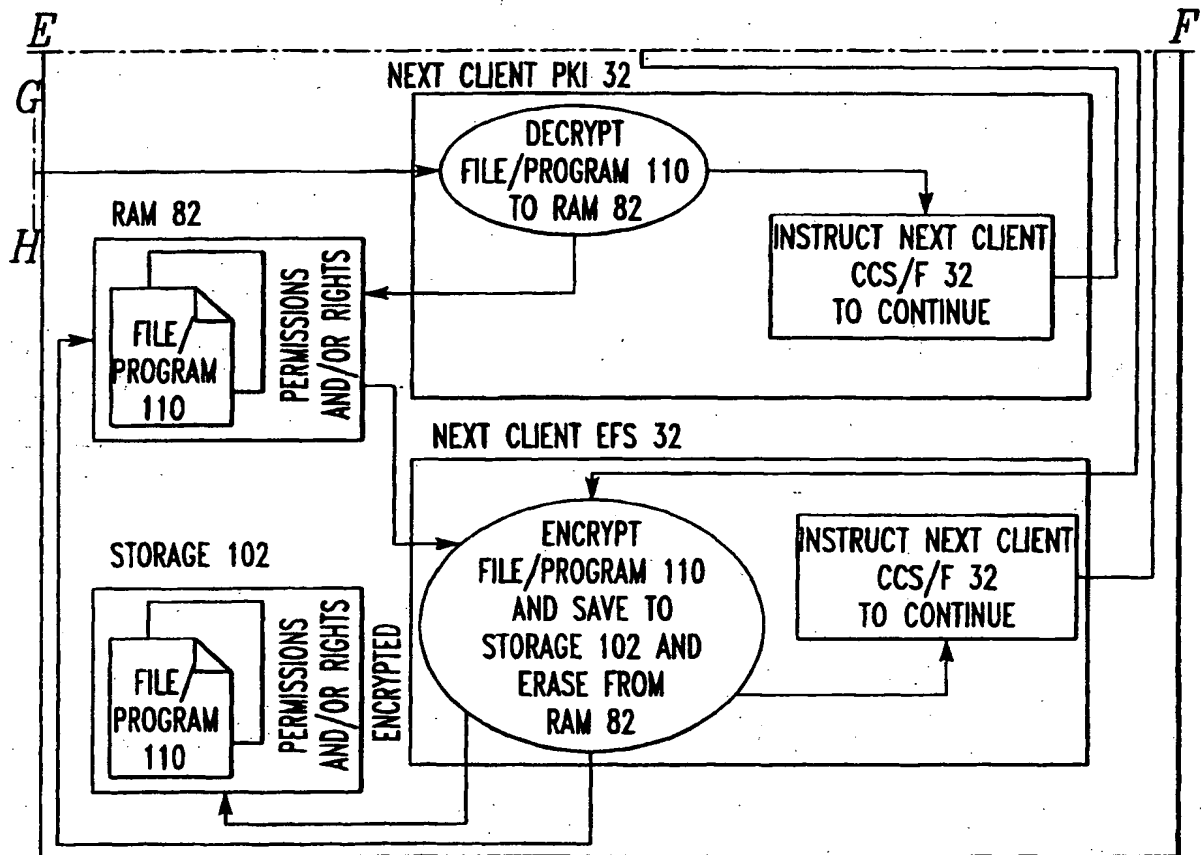 E
F
G
H
NEXT CLIENT PKI 32
DECRYPT
FILE/PROGRAM 110
TO RAM 82
INSTRUCT NEXT CLIENT
CCS/F 32
TO CONTINUE
RAM 82
FILE/
PROGRAM
110
PERMISSIONS
AND/OR RIGHTS
NEXT CLIENT EFS 32
ENCRYPT
FILE/PROGRAM 110
AND SAVE TO
STORAGE 102 AND
ERASE FROM
RAM 82
INSTRUCT NEXT CLIENT
CCS/F 32
TO CONTINUE
STORAGE 102
FILE/
PROGRAM
110
PERMISSIONS
AND/OR RIGHTS
ENCRYPTED